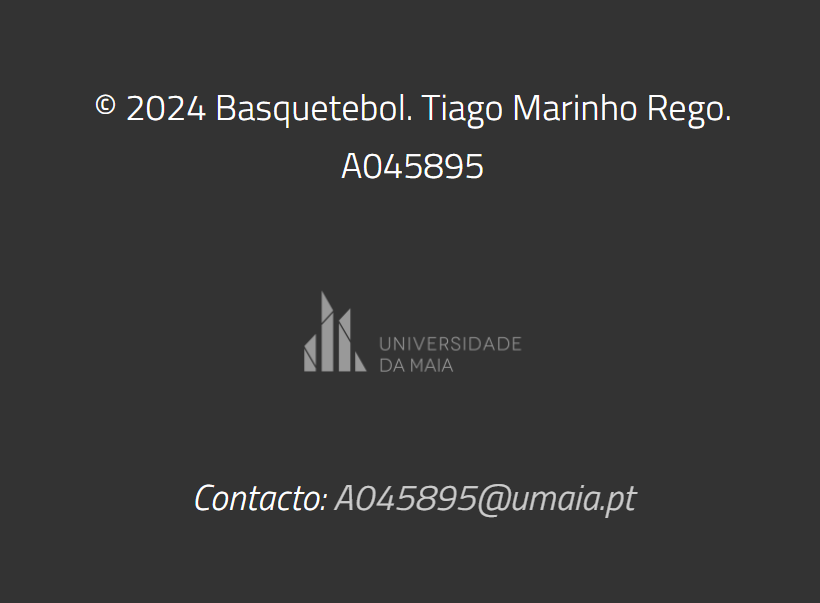 © 2024 Basquetebol. Tiago Marinho Rego.
A045895
UNIVERSIDADE
DA MAIA
Contacto: A045895@umaia.pt